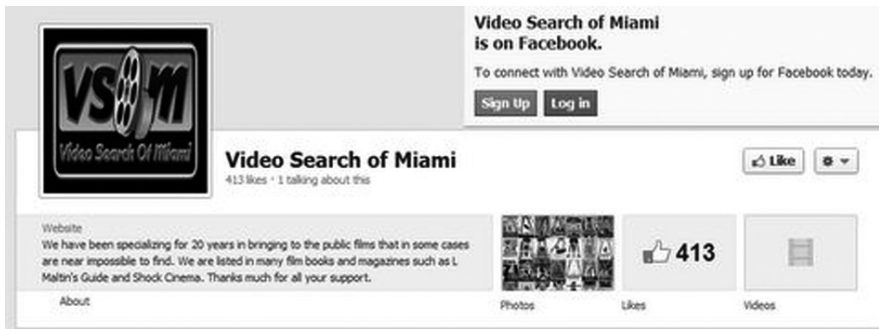 Video Search of Miami
is on Facebook.
To connect with Video Search of Miami, sign up for Facebook today.
Sign Up Log in
VSOM
Video Search Of Miami
Video Search of Miami
413 likes · 1 talking about this
Like
Website
We have been specializing for 20 years in bringing to the public films that in some cases
are near impossible to find. We are listed in many film books and magazines such as L
Maltin's Guide and Shock Cinema. Thanks much for all your support.
About
413
Photos
Likes
Videos